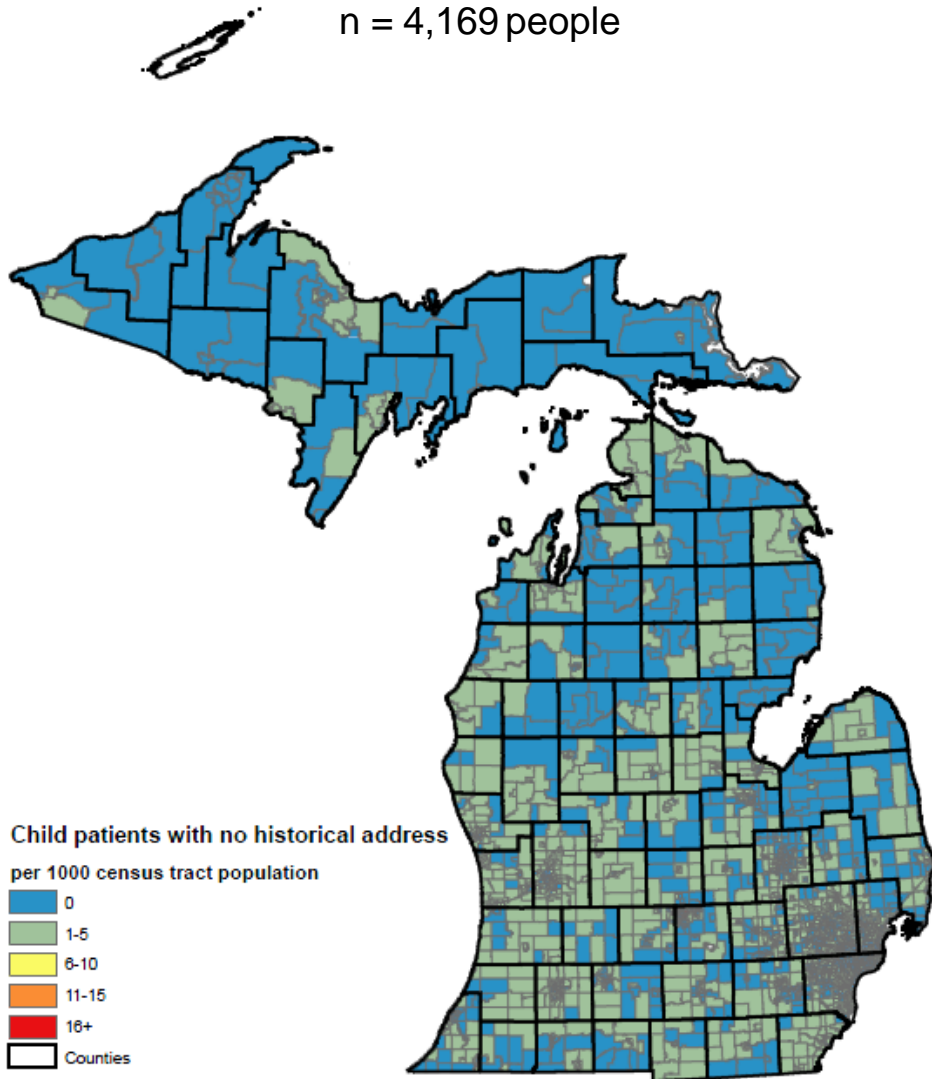 n = 4,169 people
Child patients with no historical address
per 1000 census tract population
0
1-5
6-10
11-15
16+
Counties